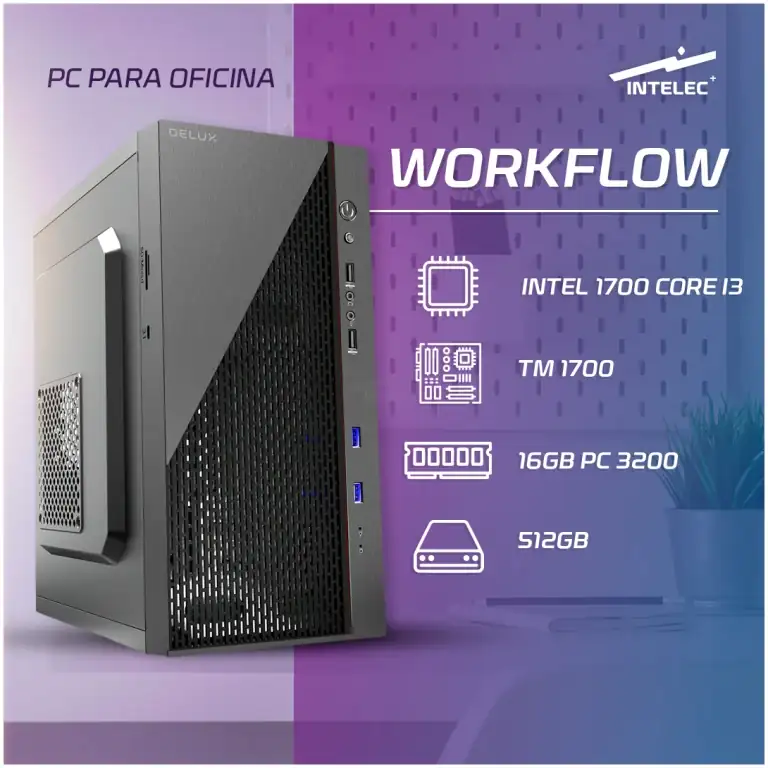 PC PARA OFICINA
INTELEC+
DELUX
WORKFLOW
INTEL 1700 CORE I3
TM 1700
16GB PC 3200
512GB